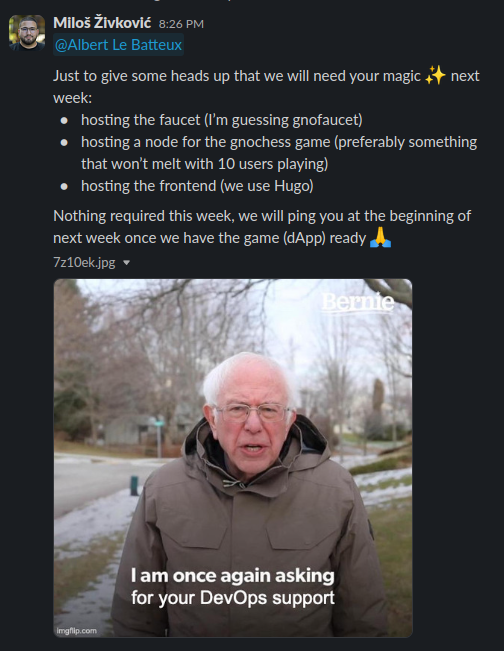 Miloš Živković 8:26 PM
@Albert Le Batteux
Just to give some heads up that we will need your magic ✨ next
week:
• hosting the faucet (I’m guessing gnofaucet)
• hosting a node for the gnochess game (preferably something
that won’t melt with 10 users playing)
• hosting the frontend (we use Hugo)
Nothing required this week, we will ping you at the beginning of
next week once we have the game (dApp) ready 🙏
7z10ek.jpg
Bernie
I am once again asking
for your DevOps support
imgflip.com